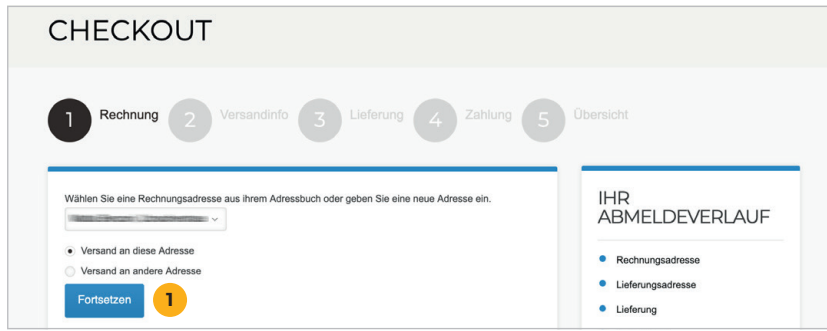 CHECKOUT
1 Rechnung 2 Versandinfo 3 Lieferung 4 Zahlung 5 Übersicht
Wählen Sie eine Rechnungsadresse aus ihrem Adressbuch oder geben Sie eine neue Adresse ein.
Versand an diese Adresse
Versand an andere Adresse
Fortsetzen 1
IHR
ABMELDEVERLAUF
Rechnungsadresse
Lieferungsadresse
Lieferung